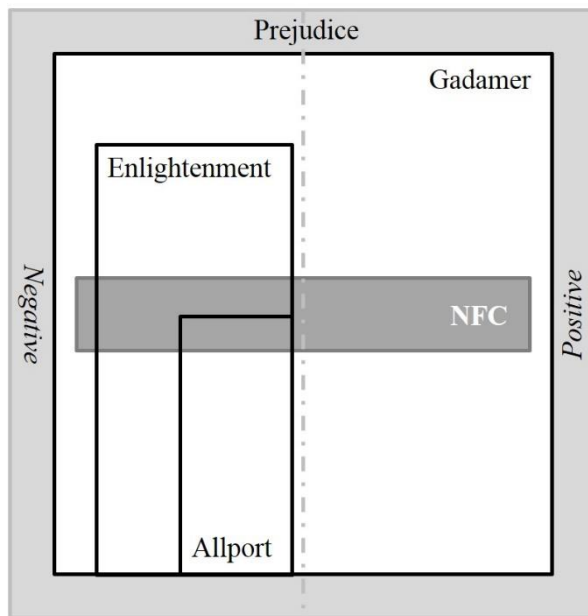 Prejudice
Gadamer
Enlightenment
Negative
NFC
Positive
Allport